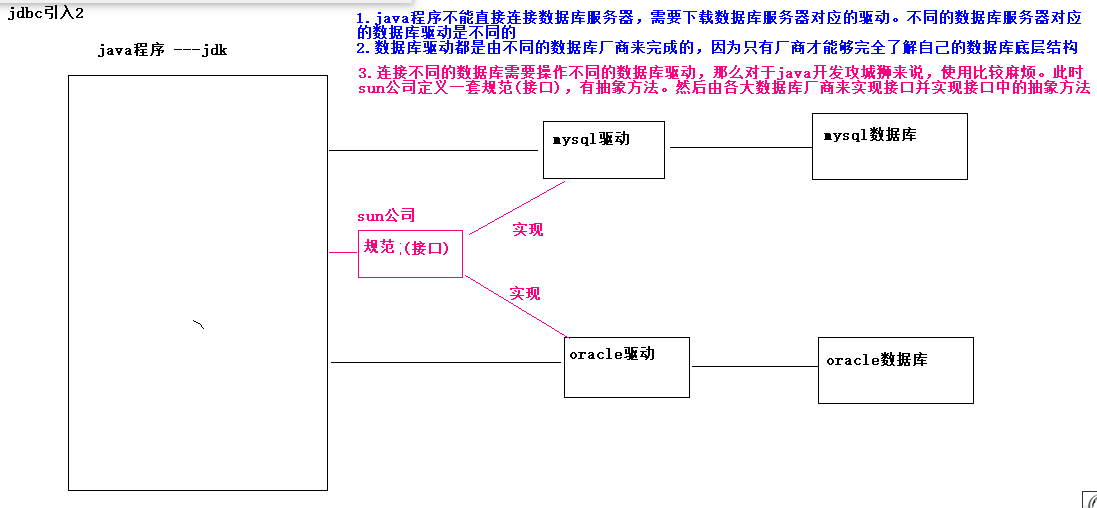 jdbc引入2
1.java程序不能直接连接数据库服务器，需要下载数据库服务器对应的驱动。不同的数据库服务器对应
的数据库驱动是不同的
2.数据库驱动都是由不同的数据库厂商来完成的，因为只有厂商才能够完全了解自己的数据库底层结构
3.连接不同的数据库需要操作不同的数据库驱动，那么对于java开发攻城狮来说，使用比较麻烦。此时
sun公司定义一套规范(接口)，有抽象方法。然后由各大数据库厂商来实现接口并实现接口中的抽象方法
java程序 ---jdk
mysql驱动
mysql数据库
sun公司
规范 (接口)
实现
实现
oracle驱动
oracle数据库